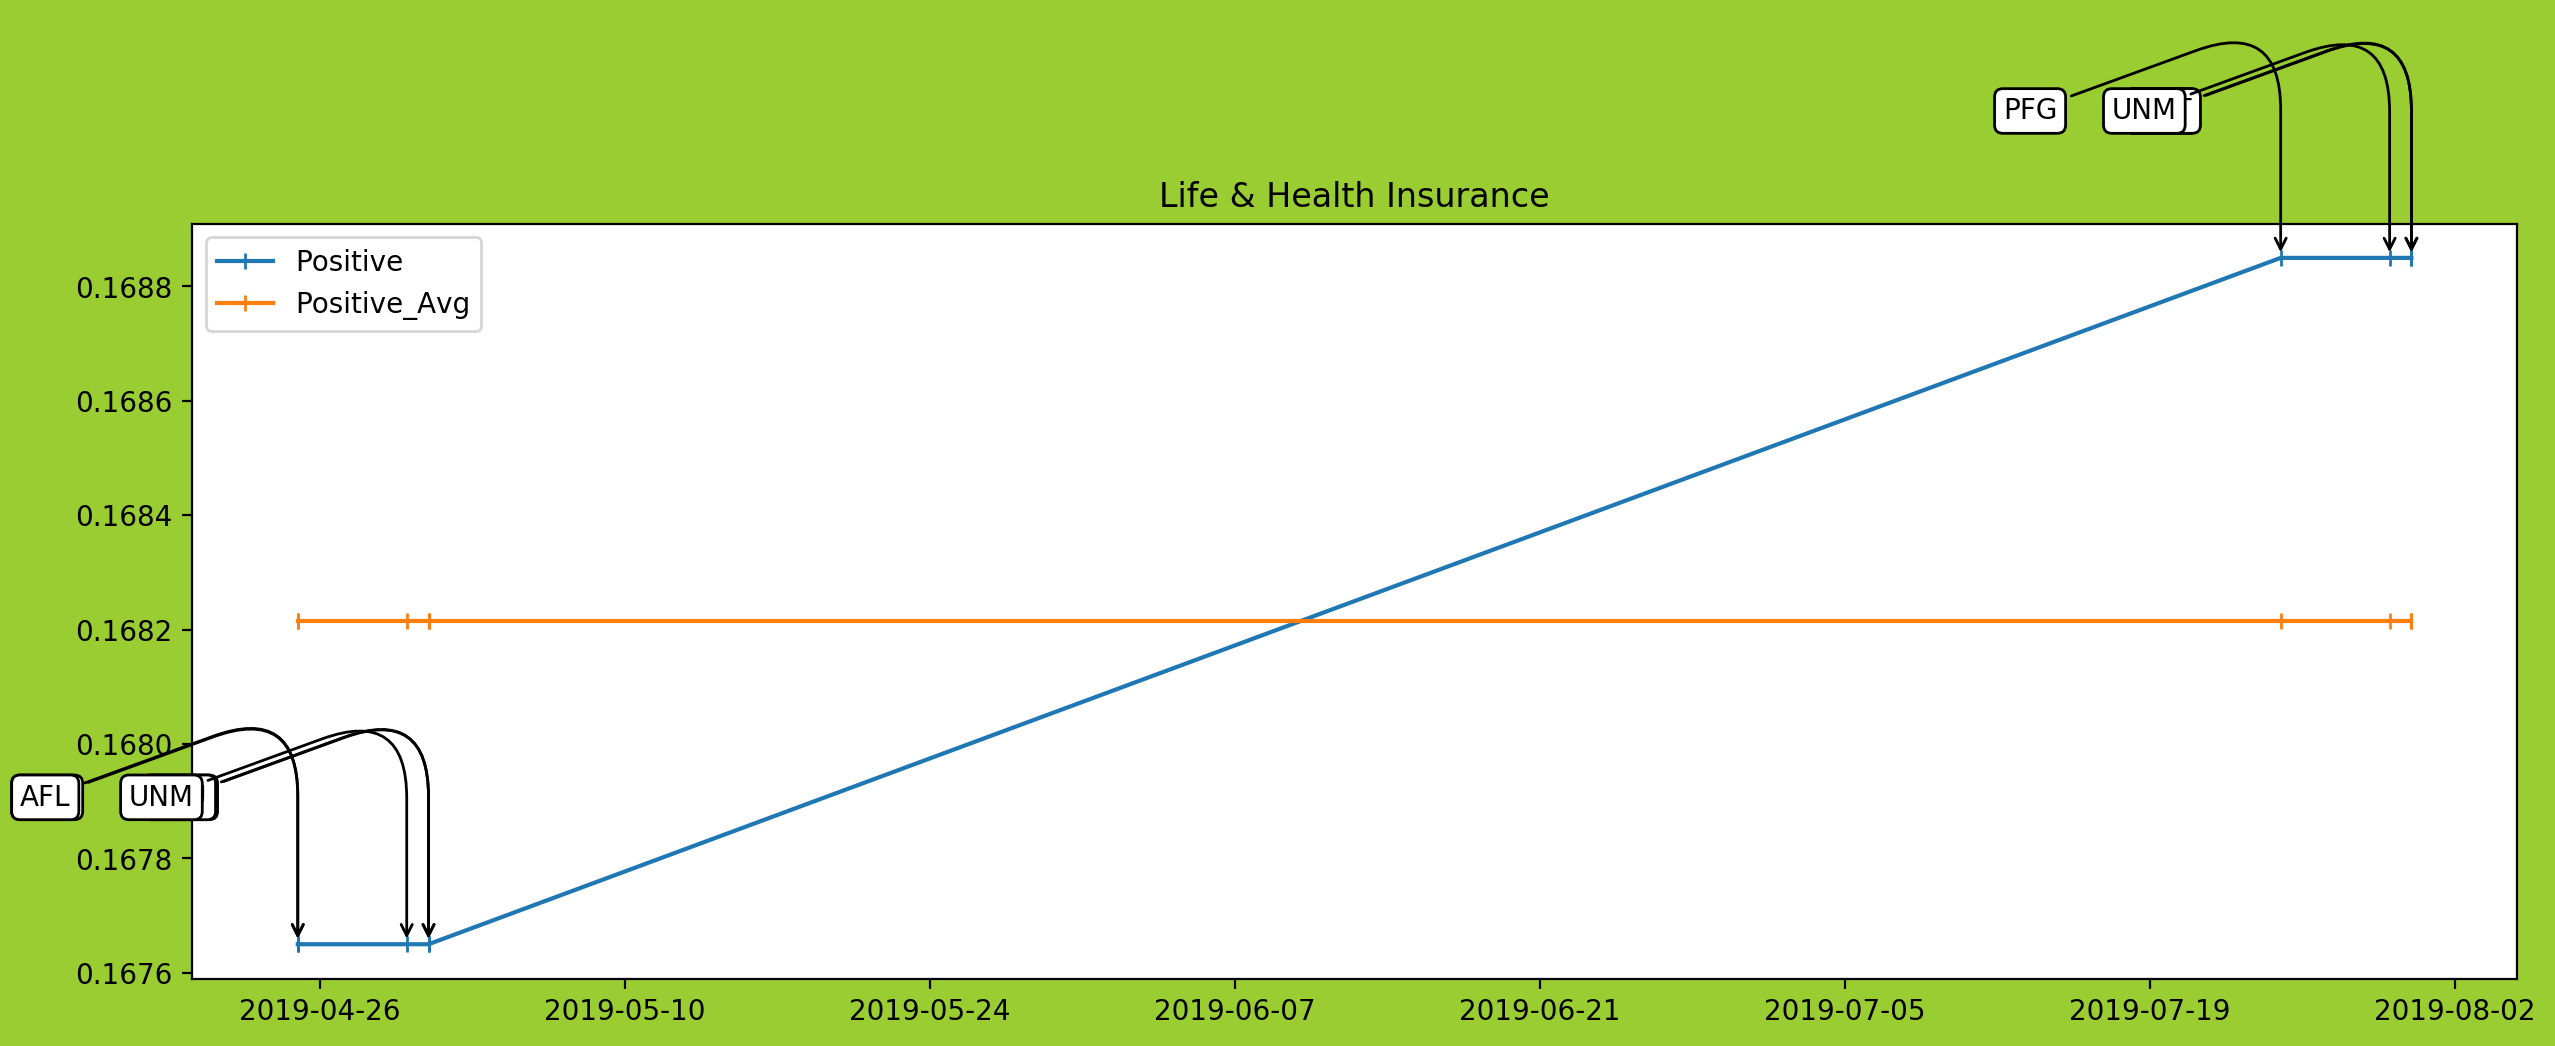 PFG
UNM
Life & Health Insurance
Positive
Positive_Avg
0.1688
0.1686
0.1684
0.1682
0.1680
0.1678
0.1676
AFL
UNM
2019-04-26
2019-05-10
2019-05-24
2019-06-07
2019-06-21
2019-07-05
2019-07-19
2019-08-02